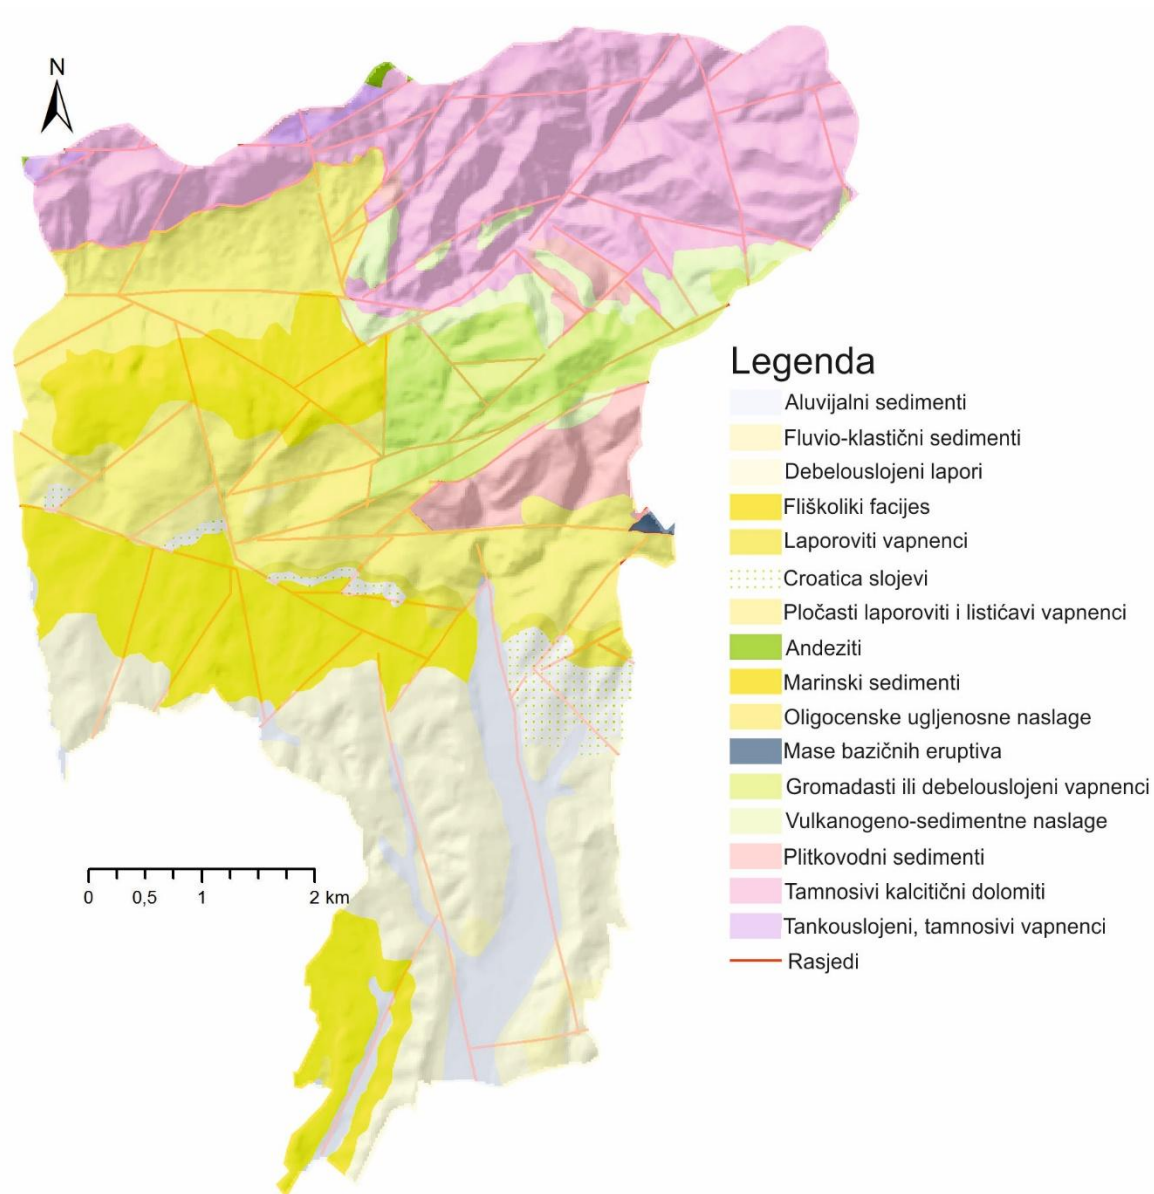 N
Legenda
Aluvijalni sedimenti
Fluvio-klastični sedimenti
Debelouslojeni lapori
Fliškoliki facijes
Laporoviti vapnenci
Croatica slojevi
Pločasti laporoviti i listićavi vapnenci
Andeziti
Marinski sedimenti
Oligocenske ugljenosne naslage
Mase bazičnih eruptiva
Gromadasti ili debelouslojeni vapnenci
Vulkanogeno-sedimentne naslage
Plitkovodni sedimenti
Tamnosivi kalcitični dolomiti
Tankouslojeni, tamnosivi vapnenci
Rasjedi
0 0,5 1 2 km